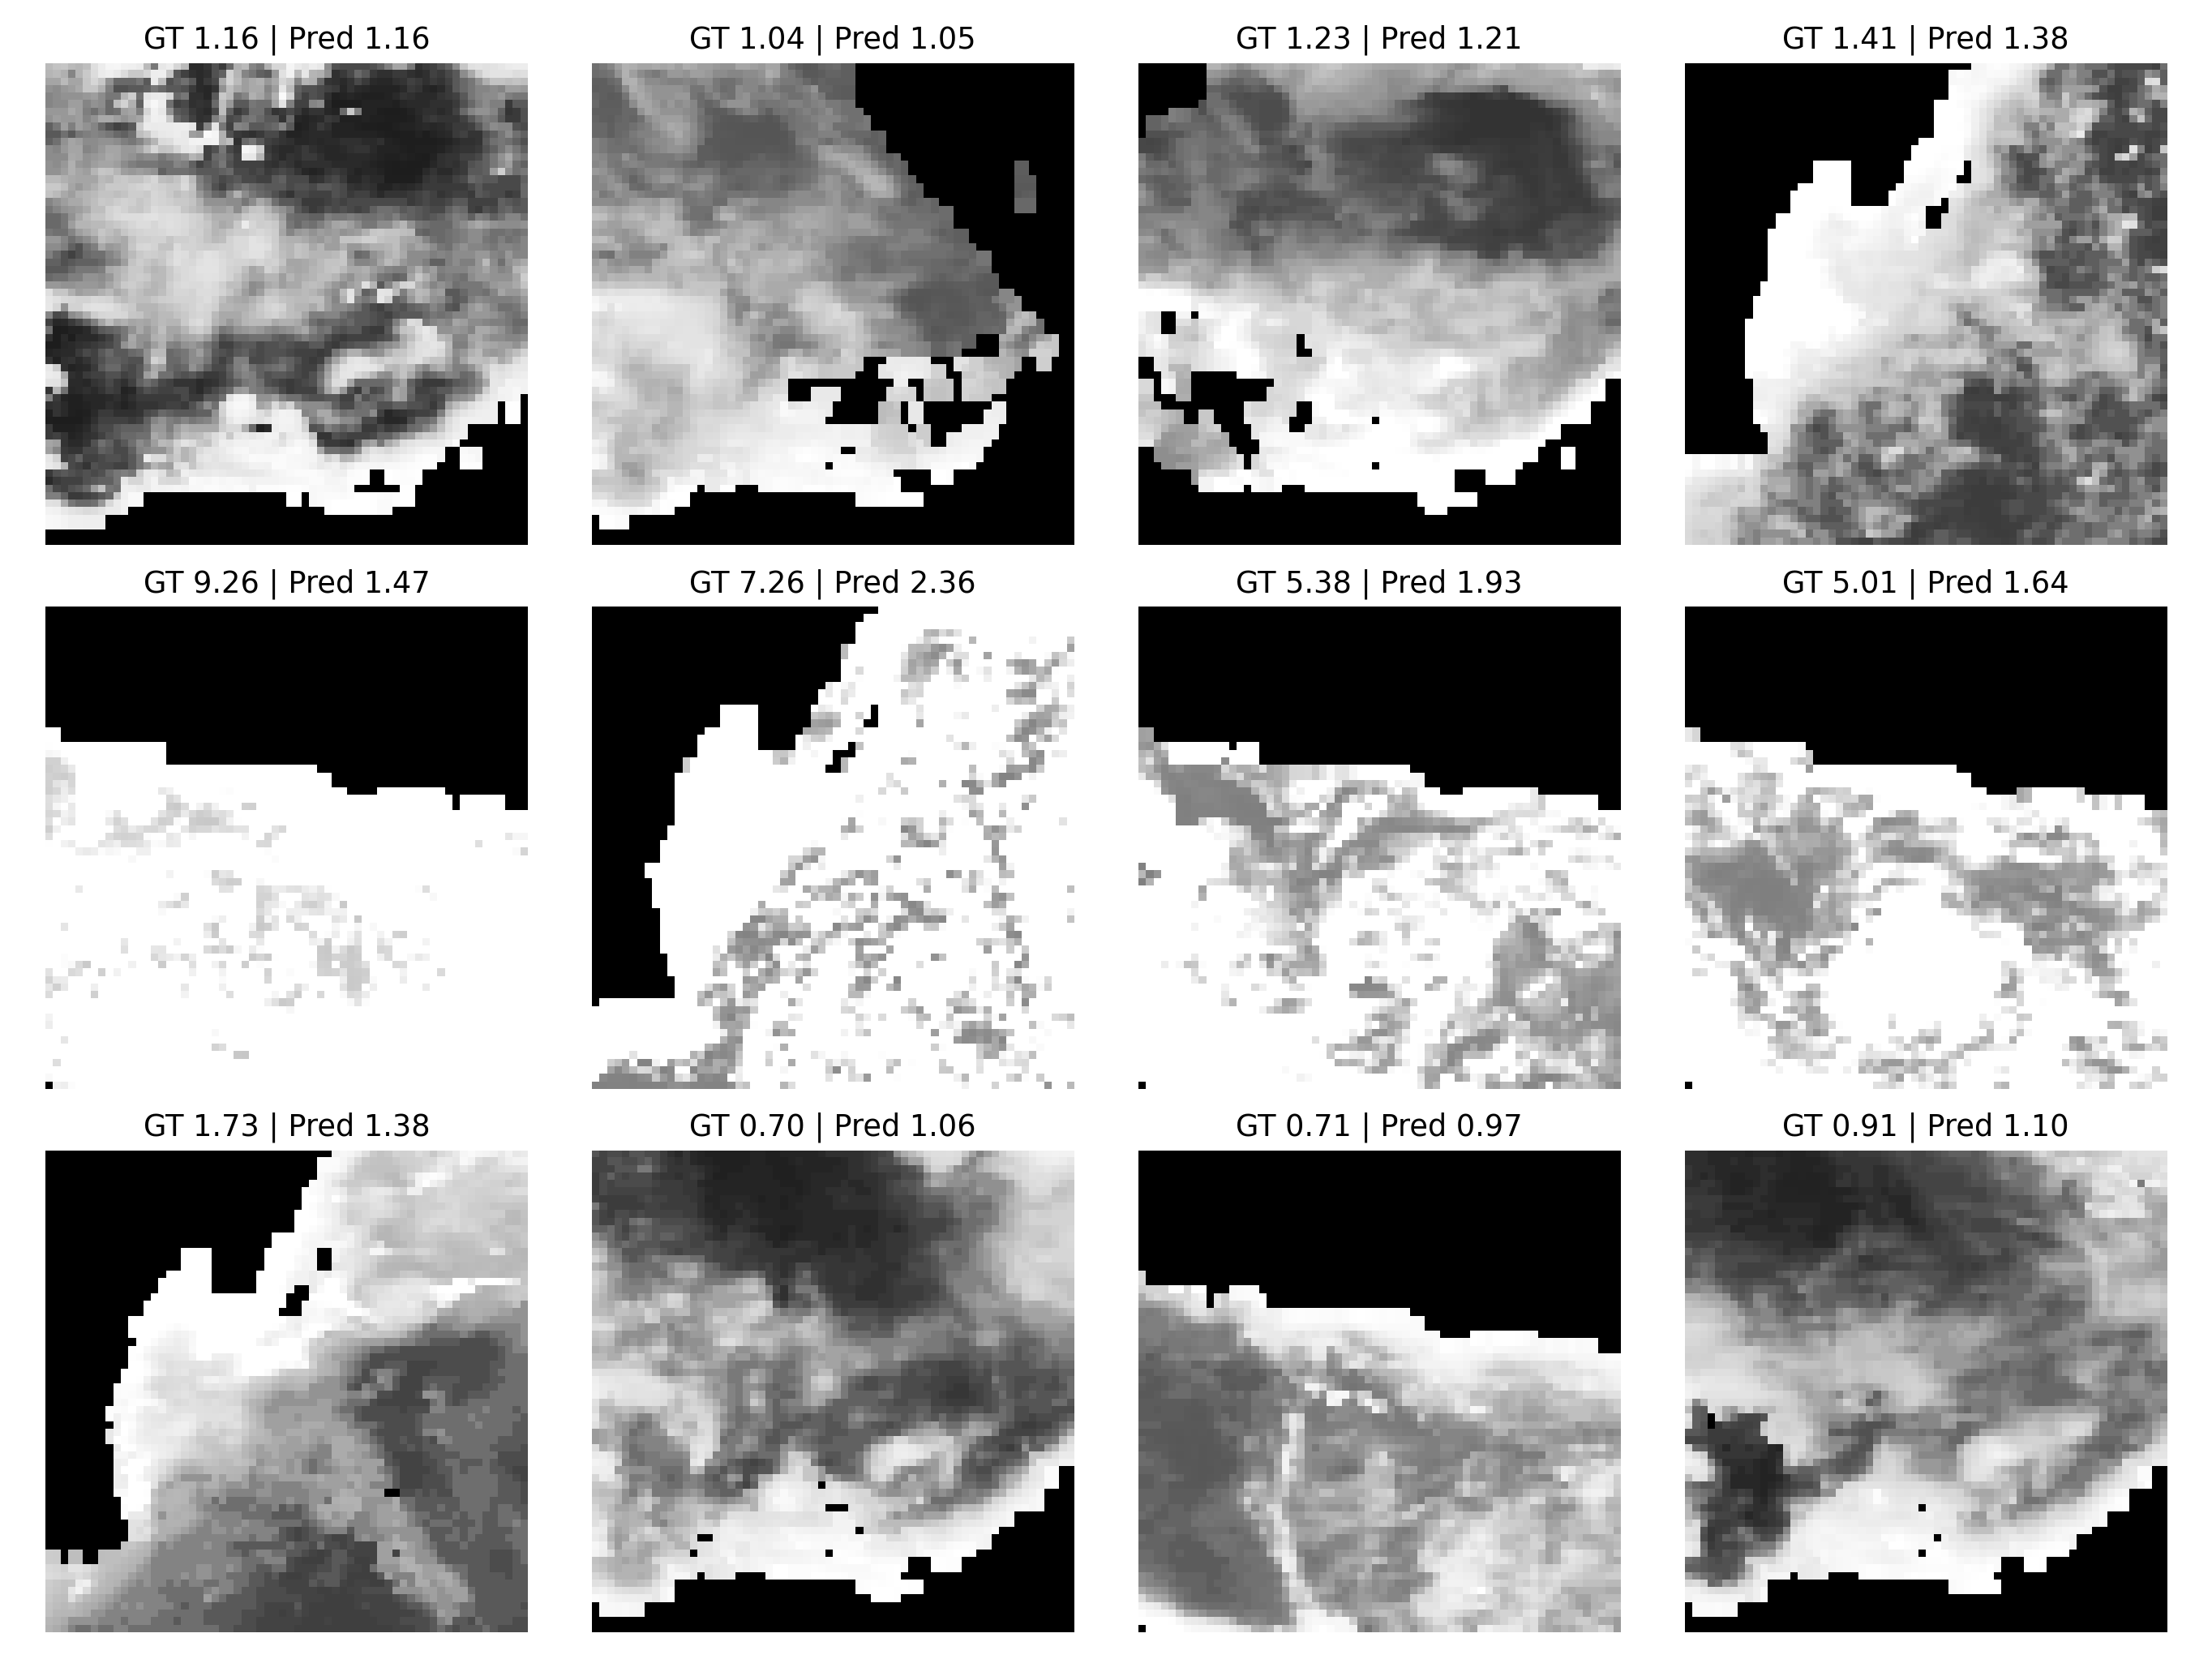 GT 1.16 | Pred 1.16
GT 1.04 | Pred 1.05
GT 1.23 | Pred 1.21
GT 1.41 | Pred 1.38
GT 9.26 | Pred 1.47
GT 7.26 | Pred 2.36
GT 5.38 | Pred 1.93
GT 5.01 | Pred 1.64
GT 1.73 | Pred 1.38
GT 0.70 | Pred 1.06
GT 0.71 | Pred 0.97
GT 0.91 | Pred 1.10